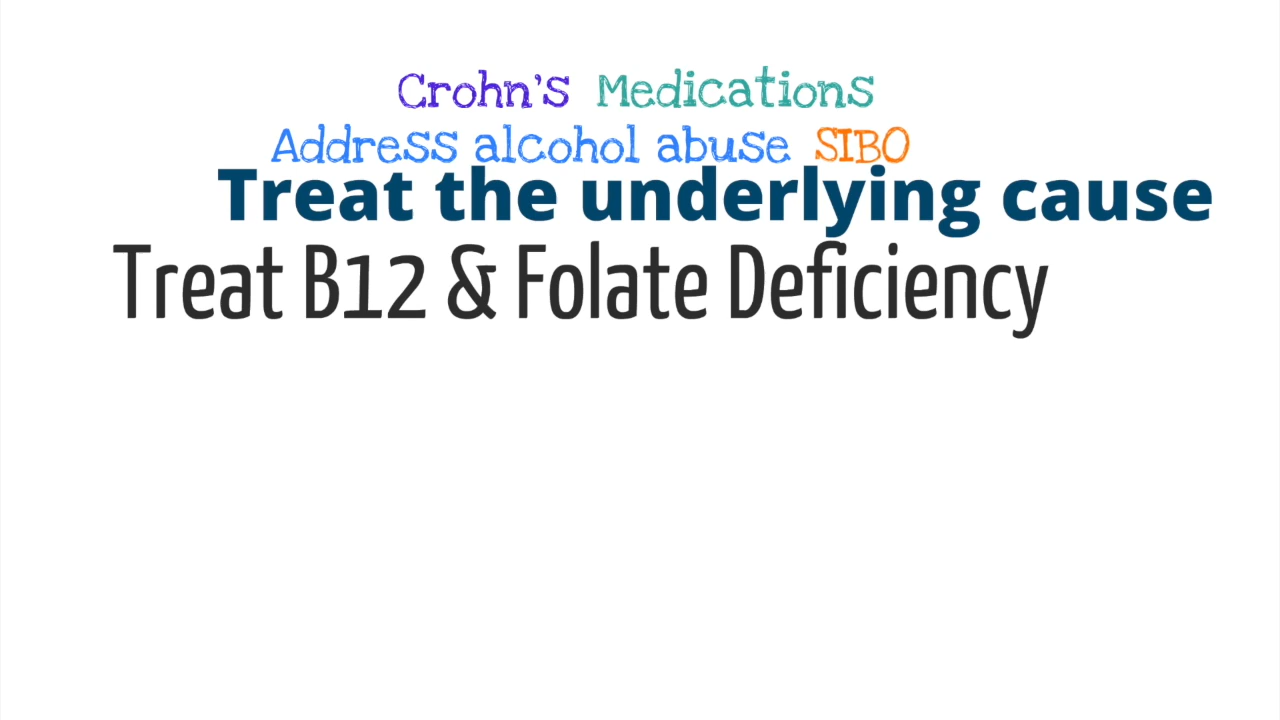 Crohn's Medications
Address alcohol abuse SIBO
Treat the underlying cause
Treat B12 & Folate Deficiency